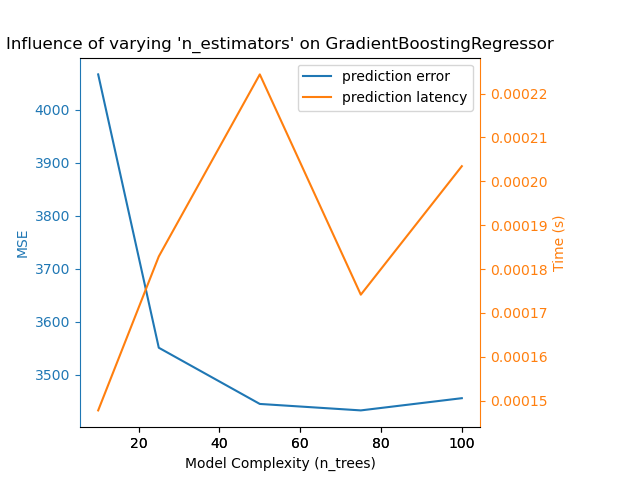 Influence of varying 'n_estimators' on GradientBoostingRegressor
prediction error
prediction latency
4000
3900
3800
3700
3600
3500
MSE
0.00022
0.00021
0.00020
0.00019
0.00018
0.00017
0.00016
0.00015
Time (s)
20 40 60 80 100
Model Complexity (n_trees)